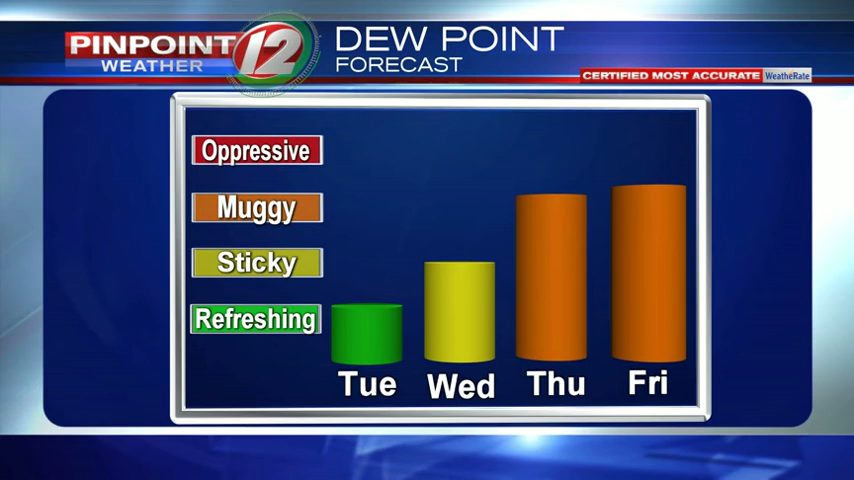 PINPOINT 12
WEATHER
DEW POINT
FORECAST
CERTIFIED MOST ACCURATE WeatheRate
Oppressive
Muggy
Sticky
Refreshing
Tue Wed Thu Fri